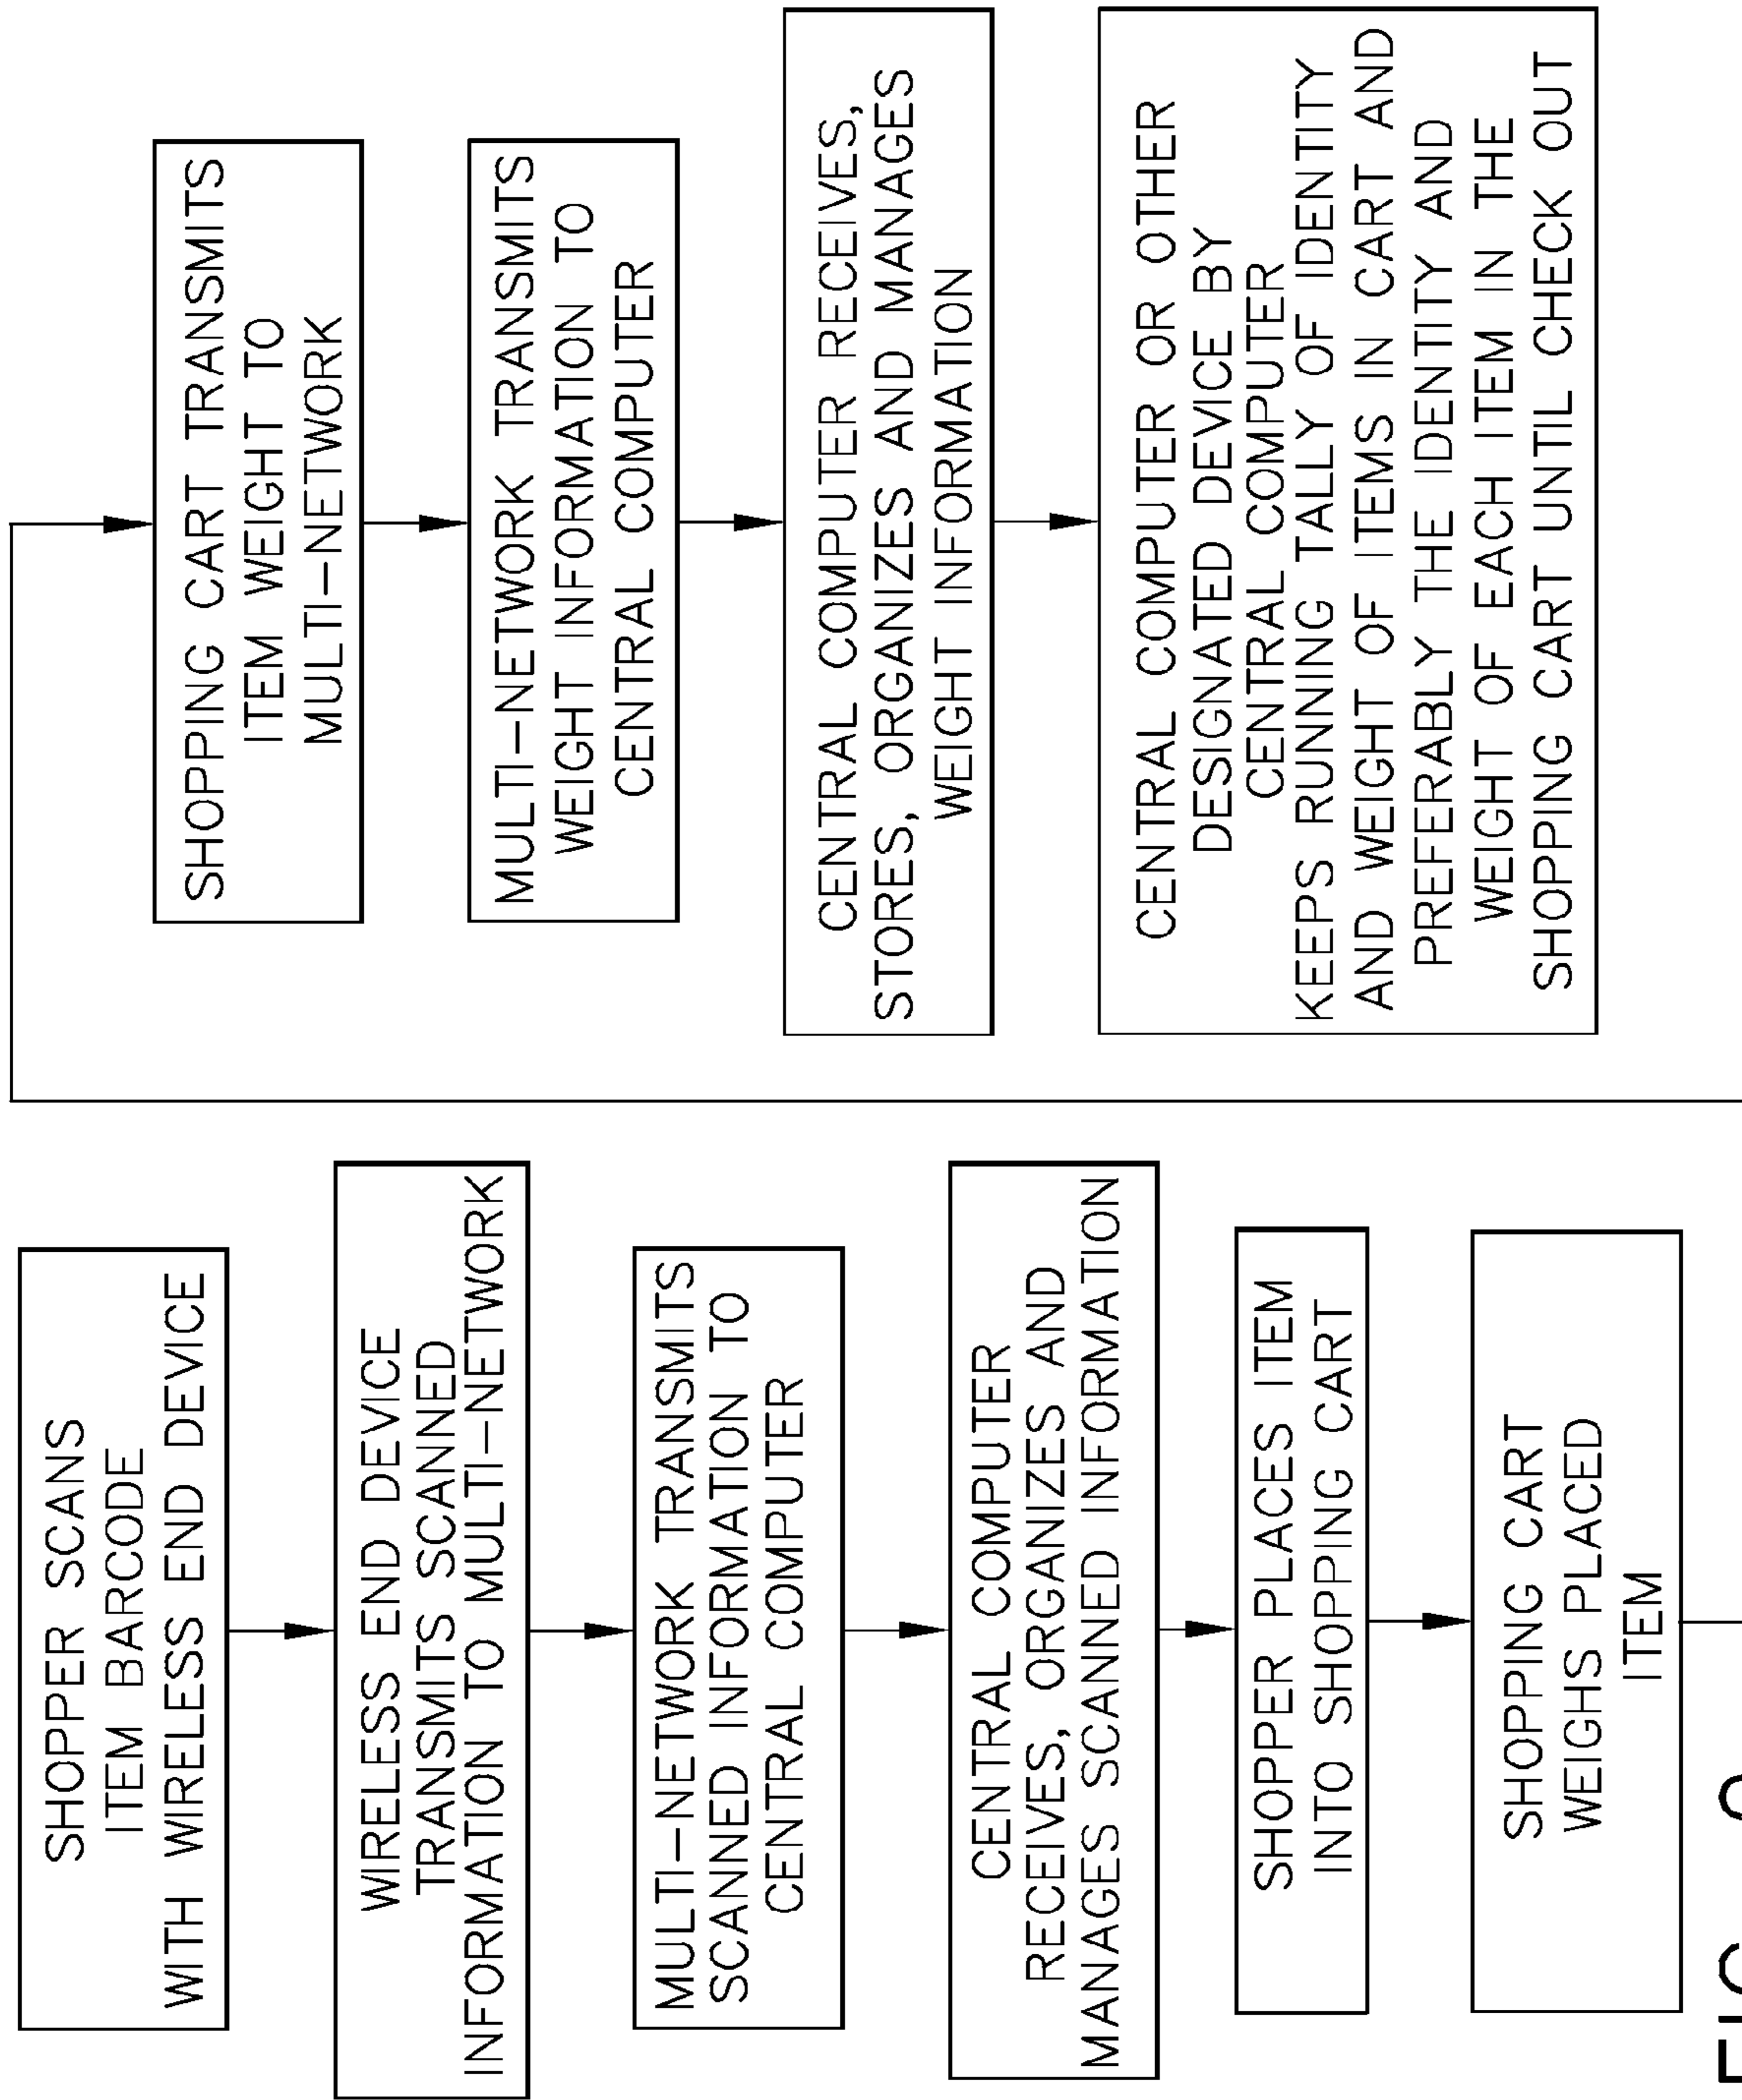 SHOPPER SCANS
ITEM BARCODE
WITH WIRELESS END DEVICE
WIRELESS END DEVICE
TRANSMITS SCANNED
INFORMATION TO MULTI-NETWORK
MULTI-NETWORK TRANSMITS
SCANNED INFORMATION TO
CENTRAL COMPUTER
CENTRAL COMPUTER
RECEIVES, ORGANIZES AND
MANAGES SCANNED INFORMATION
SHOPPER PLACES ITEM
INTO SHOPPING CART
SHOPPING CART
WEIGHS PLACED
ITEM
SHOPPING CART TRANSMITS
ITEM WEIGHT TO
MULTI-NETWORK
MULTI-NETWORK TRANSMITS
WEIGHT INFORMATION TO
CENTRAL COMPUTER
CENTRAL COMPUTER RECEIVES,
STORES, ORGANIZES AND MANAGES
WEIGHT INFORMATION
CENTRAL COMPUTER OR OTHER
DESIGNATED DEVICE BY
CENTRAL COMPUTER
KEEPS RUNNING TALLY OF IDENTITY
AND WEIGHT OF ITEMS IN CART AND
PREFERABLY THE IDENTITY AND
WEIGHT OF EACH ITEM IN THE
SHOPPING CART UNTIL CHECK OUT